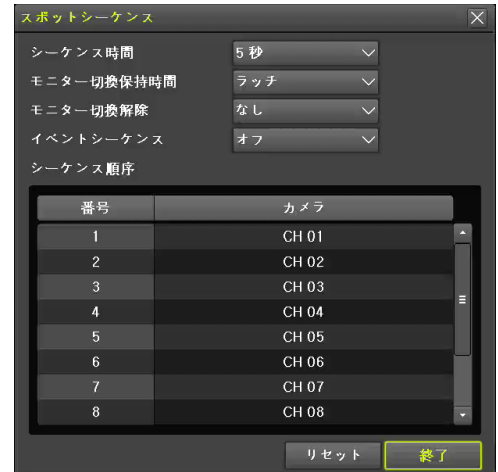 スポットシーケンス
シーケンス時間 5 秒
モニター切換保持時間 ラッチ
モニター切換解除 なし
イベントシーケンス オフ
シーケンス順序
番号 カメラ
1 CH 01
2 CH 02
3 CH 03
4 CH 04
5 CH 05
6 CH 06
7 CH 07
8 CH 08
リセット 終了